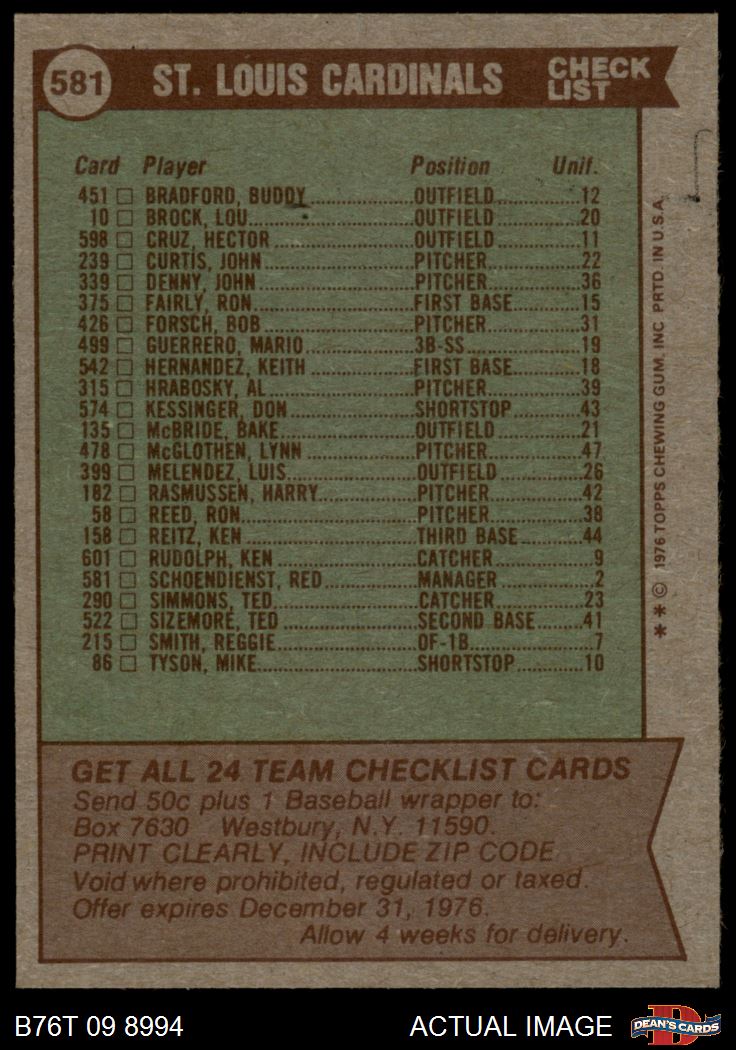 581 ST. LOUIS CARDINALS CHECK LIST
Card Player Position Unif.
451 □ BRADFORD, BUDDY..................OUTFIELD..............12
10 □ BROCK, LOU............................OUTFIELD..............20
598 □ CRUZ, HECTOR........................OUTFIELD..............11
239 □ CURTIS, JOHN.........................PITCHER................22
339 □ DENNY, JOHN..........................PITCHER................36
375 □ FAIRLY, RON............................FIRST BASE............15
426 □ FORSCH, BOB..........................PITCHER................31
499 □ GUERRERO, MARIO..................3B-SS....................19
542 □ HERNANDEZ, KEITH.................FIRST BASE............18
315 □ HRABOSKY, AL........................PITCHER................39
574 □ KESSINGER, DON.....................SHORTSTOP...........43
135 □ McBRIDE, BAKE........................OUTFIELD..............21
478 □ McGLOTHEN, LYNN..................PITCHER................47
399 □ MELENDEZ, LUIS......................OUTFIELD..............26
182 □ RASMUSSEN, HARRY................PITCHER................42
58 □ REED, RON..............................PITCHER................38
158 □ REITZ, KEN..............................THIRD BASE...........44
601 □ RUDOLPH, KEN........................CATCHER.................9
581 □ SCHOENDIENST, RED...............MANAGER................2
290 □ SIMMONS, TED........................CATCHER...............23
522 □ SIZEMORE, TED.......................SECOND BASE........41
215 □ SMITH, REGGIE.......................OF-1B.....................7
86 □ TYSON, MIKE...........................SHORTSTOP...........10
** © 1976 TOPPS CHEWING GUM, INC PRTD. IN U.S.A.
GET ALL 24 TEAM CHECKLIST CARDS
Send 50c plus 1 Baseball wrapper to:
Box 7630 Westbury, N.Y. 11590.
PRINT CLEARLY, INCLUDE ZIP CODE
Void where prohibited, regulated or taxed.
Offer expires December 31, 1976.
Allow 4 weeks for delivery.
B76T 09 8994 ACTUAL IMAGE D DEAN'S CARDS